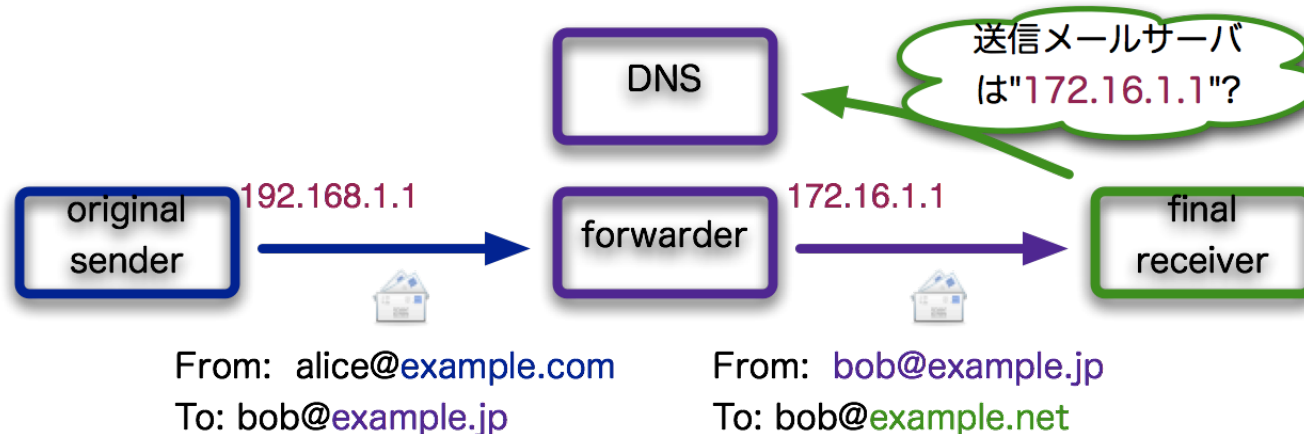 送信メールサーバ
は"172.16.1.1"?
DNS
192.168.1.1
172.16.1.1
original
sender
forwarder
final
receiver
From: alice@example.com
To: bob@example.jp
From: bob@example.jp
To: bob@example.net